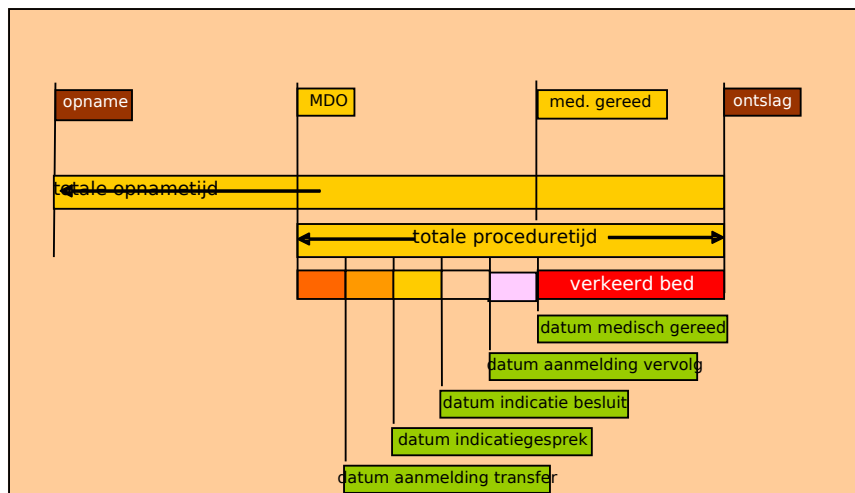 opname
MDO
med. gereed
ontslag
totale opnametijd
totale proceduretijd
verkeerd bed
datum medisch gereed
datum aanmelding vervolg
datum indicatie besluit
datum indicatiegesprek
datum aanmelding transfer